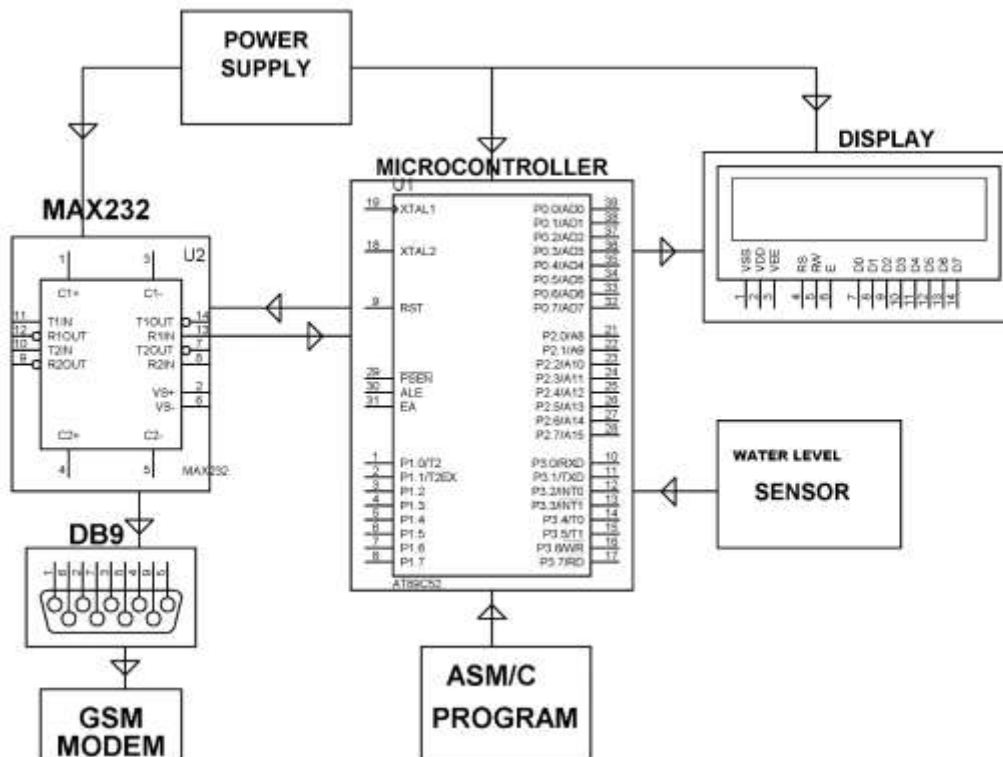 POWER
SUPPLY
DISPLAY
MICROCONTROLLER
U1
MAX232
U2
1
3
C1+
C1-
11
T1IN
T1OUT
14
12
R1OUT
R1IN
13
10
T2IN
T2OUT
7
9
R2OUT
R2IN
8
VS+
2
VS-
6
C2+
C2-
4
5
MAX232
19
XTAL1
18
XTAL2
9
RST
29
PSEN
30
ALE
31
EA
1
P1.0/T2
2
P1.1/T2EX
3
P1.2
4
P1.3
5
P1.4
6
P1.5
7
P1.6
8
P1.7
P0.0/AD0
39
P0.1/AD1
38
P0.2/AD2
37
P0.3/AD3
36
P0.4/AD4
35
P0.5/AD5
34
P0.6/AD6
33
P0.7/AD7
32
P2.0/A8
21
P2.1/A9
22
P2.2/A10
23
P2.3/A11
24
P2.4/A12
25
P2.5/A13
26
P2.6/A14
27
P2.7/A15
28
P3.0/RXD
10
P3.1/TXD
11
P3.2/INT0
12
P3.3/INT1
13
P3.4/T0
14
P3.5/T1
15
P3.6/WR
16
P3.7/RD
17
AT89C52
VSS
VDD
VEE
RS
RW
E
D0
D1
D2
D3
D4
D5
D6
D7
1
2
3
4
5
6
7
8
9
10
11
12
13
14
WATER LEVEL
SENSOR
DB9
1
6
2
7
3
8
4
9
5
GSM
MODEM
ASM/C
PROGRAM